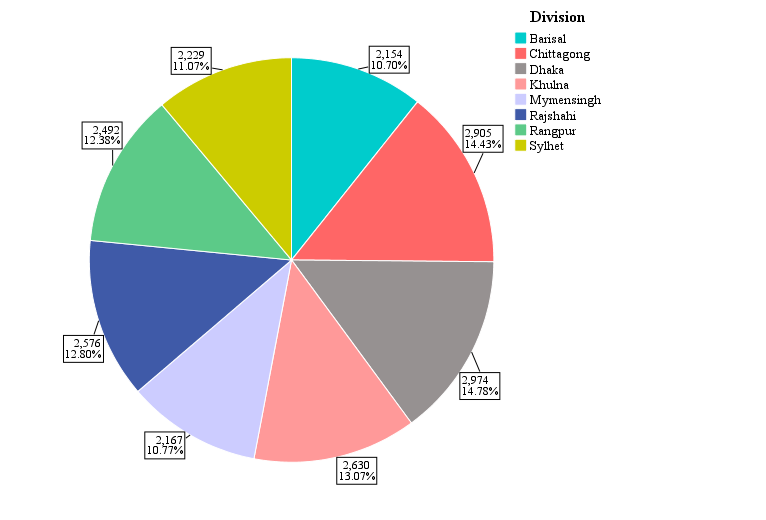 Division
Barisal
Chittagong
Dhaka
Khulna
Mymensingh
Rajshahi
Rangpur
Sylhet
2,229
11.07%
2,154
10.70%
2,492
12.38%
2,905
14.43%
2,576
12.80%
2,974
14.78%
2,167
10.77%
2,630
13.07%